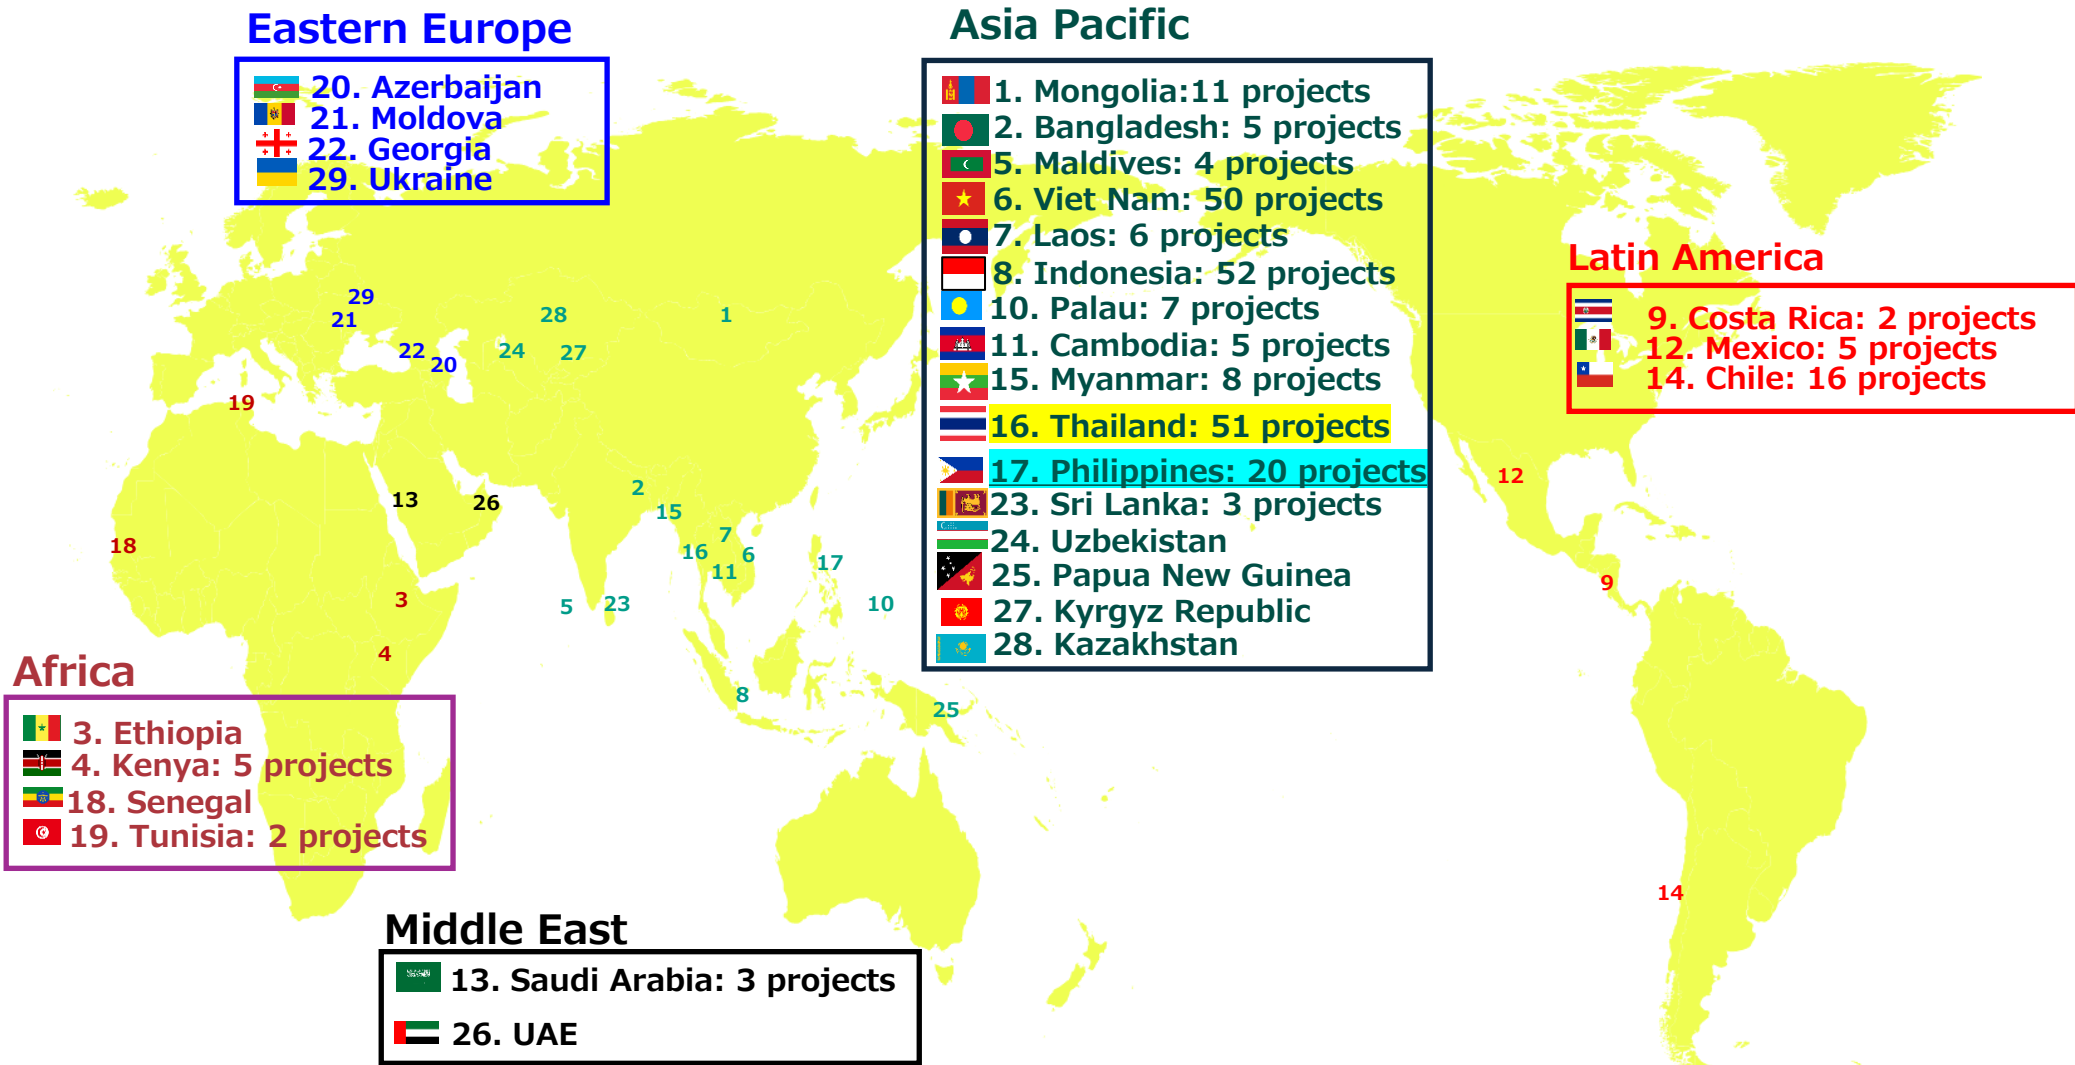 Eastern Europe
20. Azerbaijan
21. Moldova
22. Georgia
29. Ukraine
Asia Pacific
1. Mongolia:11 projects
2. Bangladesh: 5 projects
5. Maldives: 4 projects
6. Viet Nam: 50 projects
7. Laos: 6 projects
8. Indonesia: 52 projects
10. Palau: 7 projects
11. Cambodia: 5 projects
15. Myanmar: 8 projects
16. Thailand: 51 projects
17. Philippines: 20 projects
23. Sri Lanka: 3 projects
24. Uzbekistan
25. Papua New Guinea
27. Kyrgyz Republic
28. Kazakhstan
Latin America
9. Costa Rica: 2 projects
12. Mexico: 5 projects
14. Chile: 16 projects
29
28
1
21
22
24
27
20
19
12
13
26
2
15
18
7
16
6
17
11
9
3
5
23
10
4
8
25
14
Africa
3. Ethiopia
4. Kenya: 5 projects
18. Senegal
19. Tunisia: 2 projects
Middle East
13. Saudi Arabia: 3 projects
26. UAE